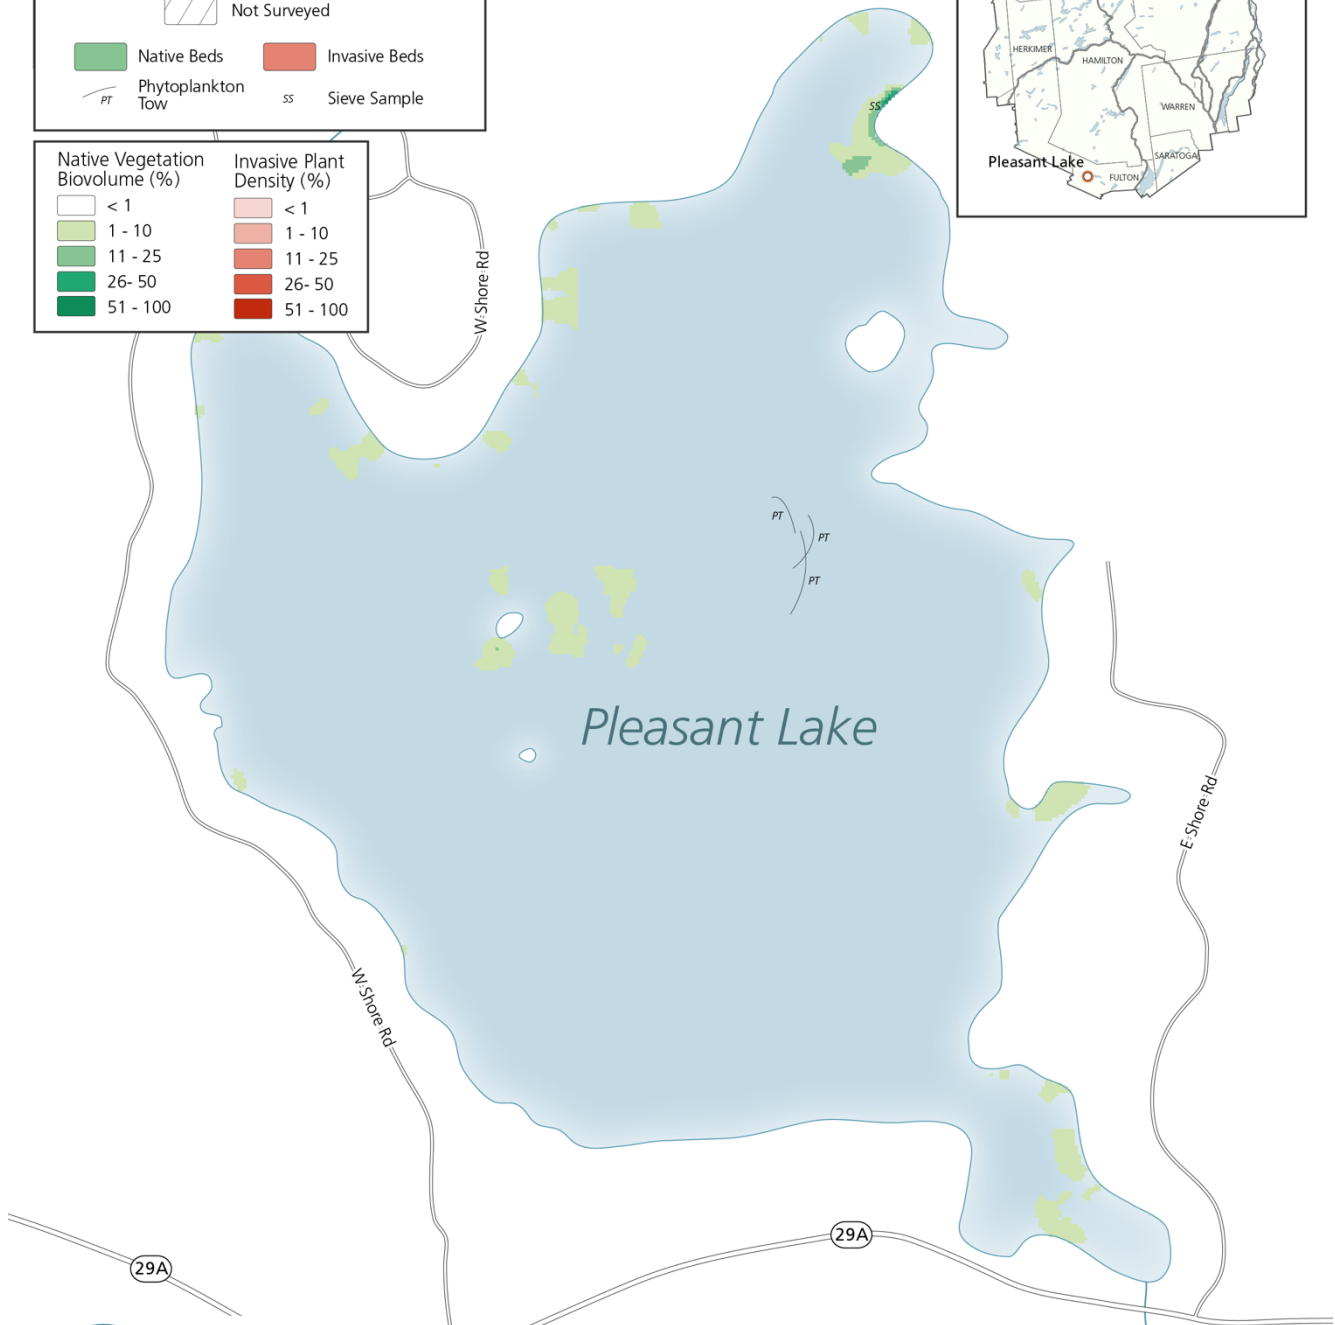 Not Surveyed
Native Beds
Invasive Beds
PT
Phytoplankton
Tow
SS
Sieve Sample
Native Vegetation
Biovolume (%)
< 1
1 - 10
11 - 25
26- 50
51 - 100
Invasive Plant
Density (%)
< 1
1 - 10
11 - 25
26- 50
51 - 100
HERKIMER
HAMILTON
WARREN
SARATOGA
Pleasant Lake
FULTON
SS
W Shore Rd
PT
PT
PT
Pleasant Lake
E Shore Rd
W Shore Rd
29A
29A